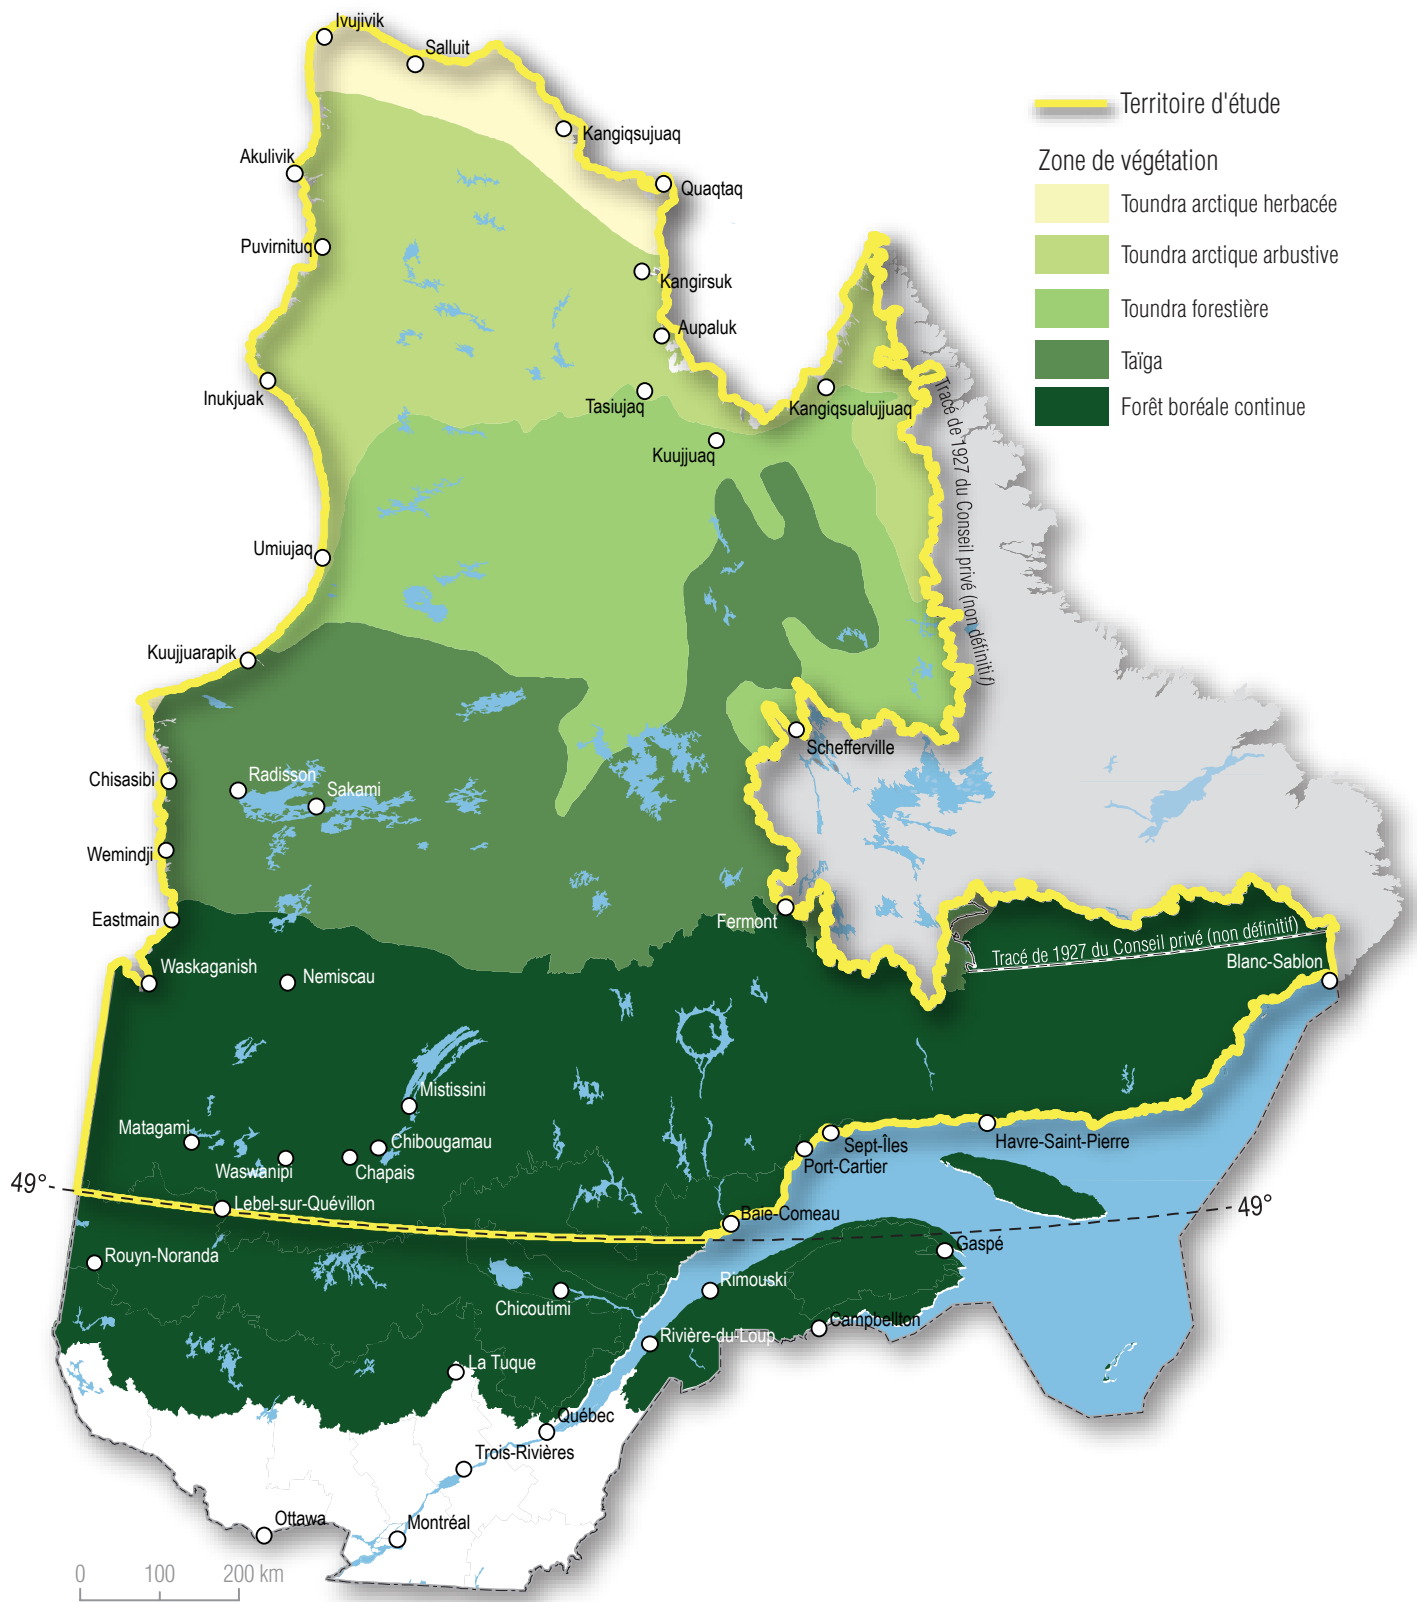 Ivujivik
Salluit
Kangiqsujuaq
Akulivik
Quaqtaq
Puvirnituq
Kangirsuk
Aupaluk
Inukjuak
Tasiujaq
Kangiqsualujjuaq
Kuujjuaq
Umiujaq
Kuujjuarapik
Schefferville
Chisasibi
Radisson
Sakami
Wemindji
Eastmain
Fermont
Waskaganish
Nemiscau
Blanc-Sablon
Mistissini
Matagami
Chibougamau
Waswanipi
Chapais
Sept-Îles
Havre-Saint-Pierre
Port-Cartier
Lebel-sur-Quévillon
Baie-Comeau
Rouyn-Noranda
Gaspé
Rimouski
Chicoutimi
Campbellton
Rivière-du-Loup
La Tuque
Québec
Trois-Rivières
Ottawa
Montréal
49°
49°
Tracé de 1927 du Conseil privé (non définitif)
Tracé de 1927 du Conseil privé (non définitif)
Territoire d'étude
Zone de végétation
Toundra arctique herbacée
Toundra arctique arbustive
Toundra forestière
Taïga
Forêt boréale continue
0 100 200 km